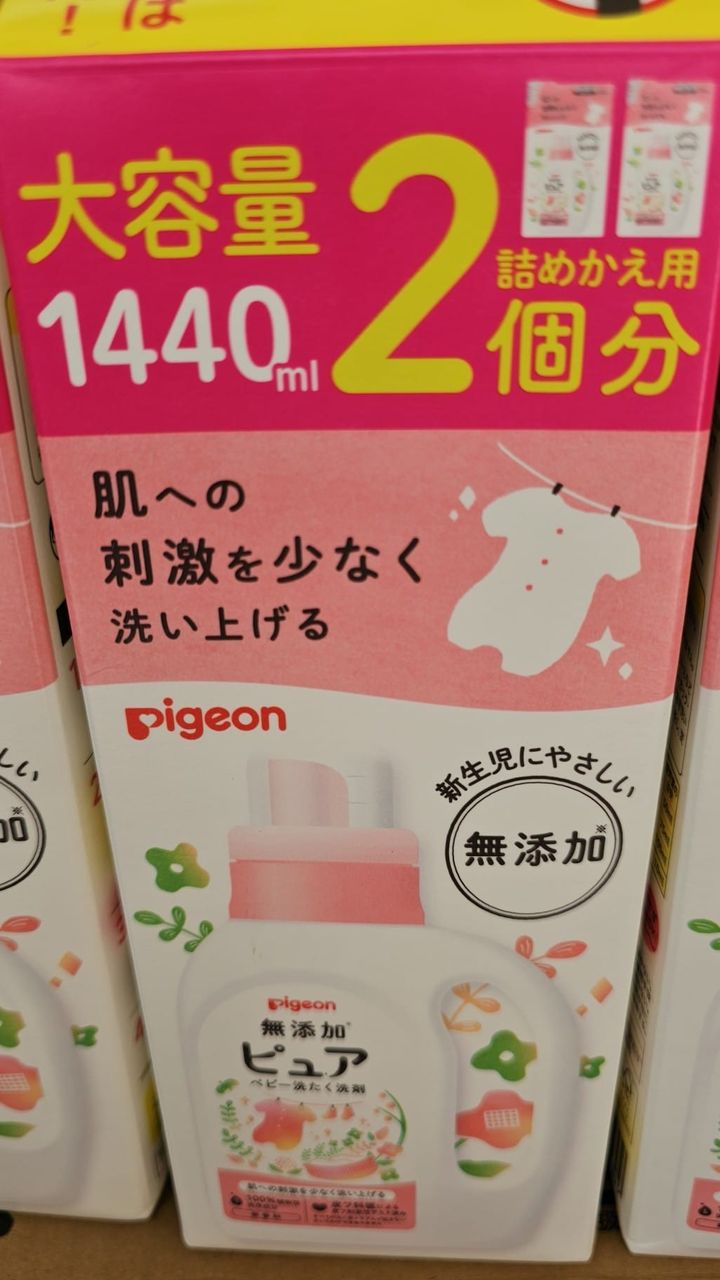 は
!
大容量
1440ml
2
詰めかえ用
個分
肌への
刺激を少なく
洗い上げる
pigeon
新生児にやさしい
無添加※
pigeon
無添加※
ピュア
ベビー洗たく洗剤
肌への刺激を少なく洗い上げる